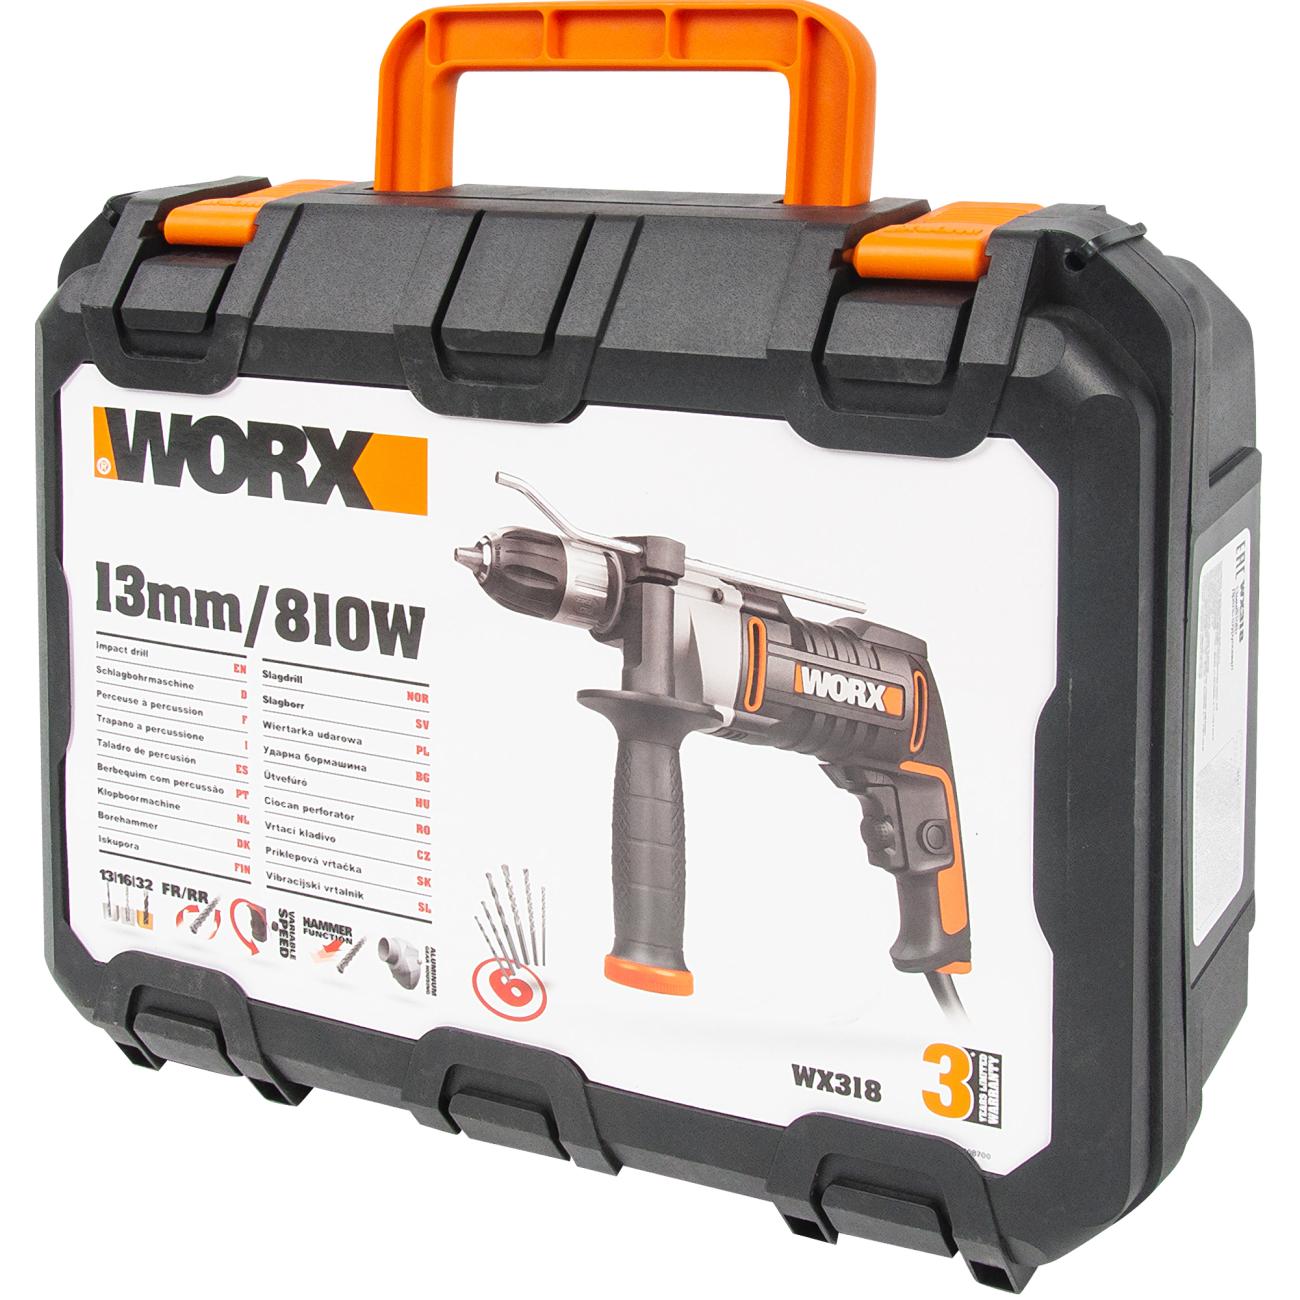 WORX®
13mm/810W
Impact drill EN
Schlagbohrmaschine D
Perceuse a percussion F
Trapano a percussione I
Taladro de percusión ES
Berbequim com percussão PT
Klopboormachine NL
Borehammer DK
Iskupora FIN
Slagdrill NOR
Slagborr SV
Wiertarka udarowa PL
Ударна бормашина BG
Ütvefúró HU
Ciocan perforator RO
Vrtací kladivo CZ
Príklepová vŕtačka SK
Vibracijski vrtalnik SL
13|16|32
FR/RR
VARIABLE
SPEED
HAMMER
FUNCTION
ALUMINUM
GEAR HOUSING
6
WORX
WX318
3
YEARS LIMITED
WARRANTY
EAC WX318